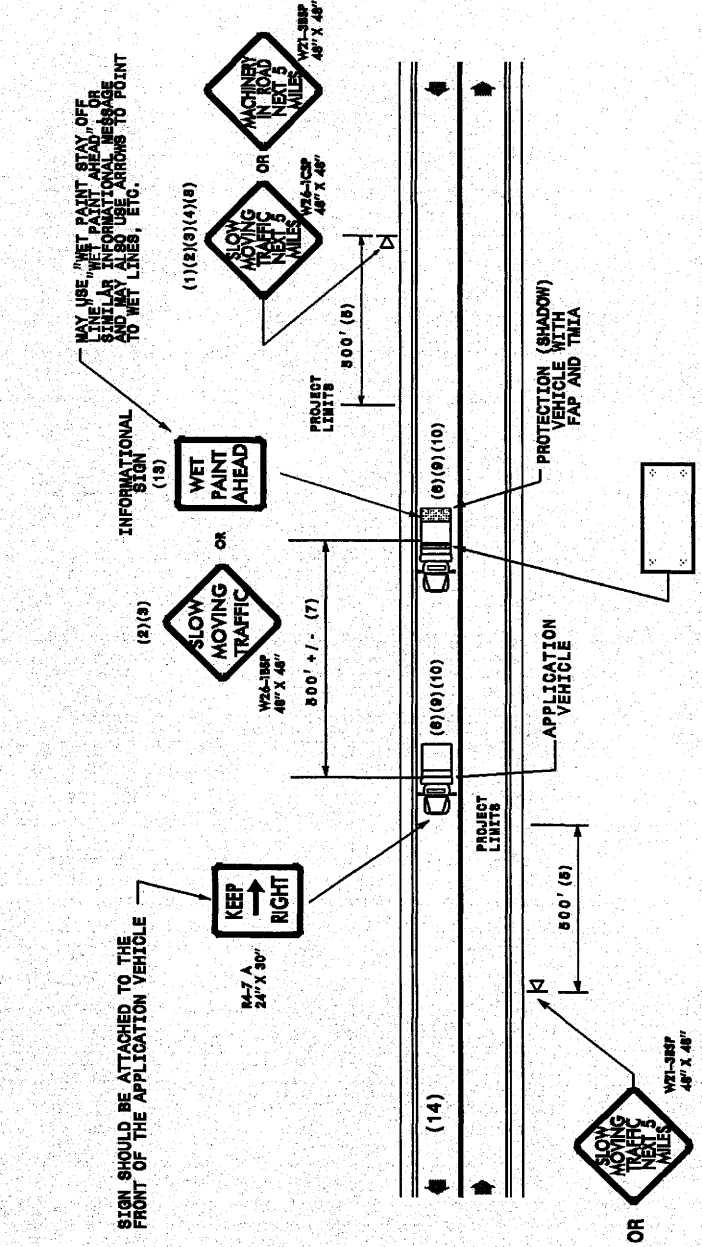 MAY USE "WET PAINT STAY OFF
LINE" "WET PAINT AHEAD" OR
SIMILAR INFORMATIONAL MESSAGE
AND MAY ALSO USE ARROWS TO POINT
TO WET LINES, ETC.
SIGN SHOULD BE ATTACHED TO THE
FRONT OF THE APPLICATION VEHICLE
KEEP
RIGHT
R4-7 A
24" X 30"
(2)(3)
SLOW
MOVING
TRAFFIC
W26-1BSP
48" X 48"
OR
INFORMATIONAL
SIGN
(13)
WET
PAINT
AHEAD
(1)(2)(3)(4)(5)
SLOW
MOVING
TRAFFIC
NEXT 5
MILES
W26-1CSP
48" X 48"
OR
MACHINERY
IN ROAD
NEXT 5
MILES
W21-3BSP
48" X 48"
500' +/- (7)
PROJECT
LIMITS
500' (5)
(14)
(6)(9)(10)
(6)(9)(10)
PROJECT
LIMITS
500' (5)
APPLICATION
VEHICLE
PROTECTION (SHADOW)
VEHICLE WITH
FAP AND TMIA
OR
SLOW
MOVING
TRAFFIC
NEXT 5
MILES
W21-3BSP
48" X 48"